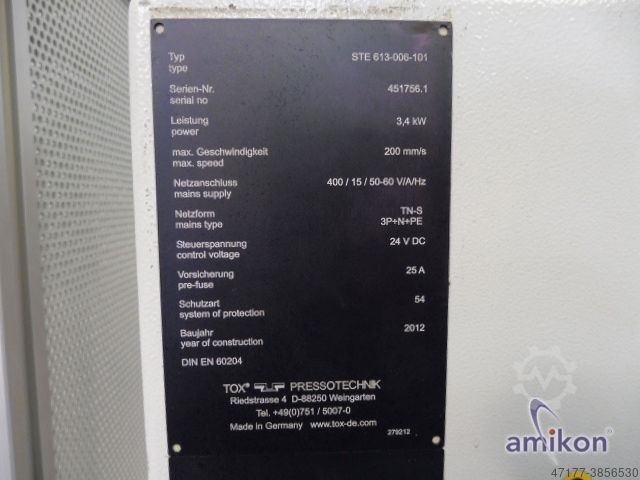 Typ STE 613-006-101
type
Serien-Nr. 451756.1
serial no
Leistung 3,4 kW
power
max. Geschwindigkeit 200 mm/s
max. speed
Netzanschluss 400 / 15 / 50-60 V/A/Hz
mains supply
Netzform TN-S
mains type 3P+N+PE
Steuerspannung 24 V DC
control voltage
Vorsicherung 25 A
pre-fuse
Schutzart 54
system of protection
Baujahr 2012
year of construction
DIN EN 60204
TOX® PRESSOTECHNIK
Riedstrasse 4 D-88250 Weingarten
Tel. +49(0)751 / 5007-0
Made in Germany www.tox-de.com
279212
amikon
47177-3856530